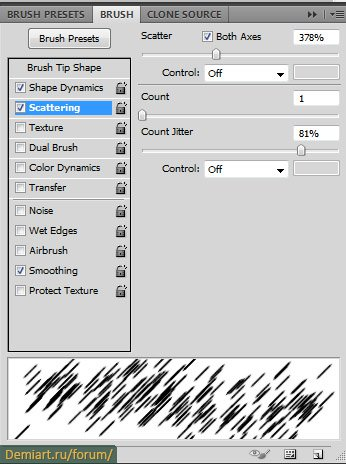 BRUSH PRESETS BRUSH CLONE SOURCE
Brush Presets
Brush Tip Shape
Shape Dynamics
Scattering
Texture
Dual Brush
Color Dynamics
Transfer
Noise
Wet Edges
Airbrush
Smoothing
Protect Texture
Scatter Both Axes 378%
Control: Off
Count 1
Count Jitter 81%
Control: Off
Demiart.ru/forum/